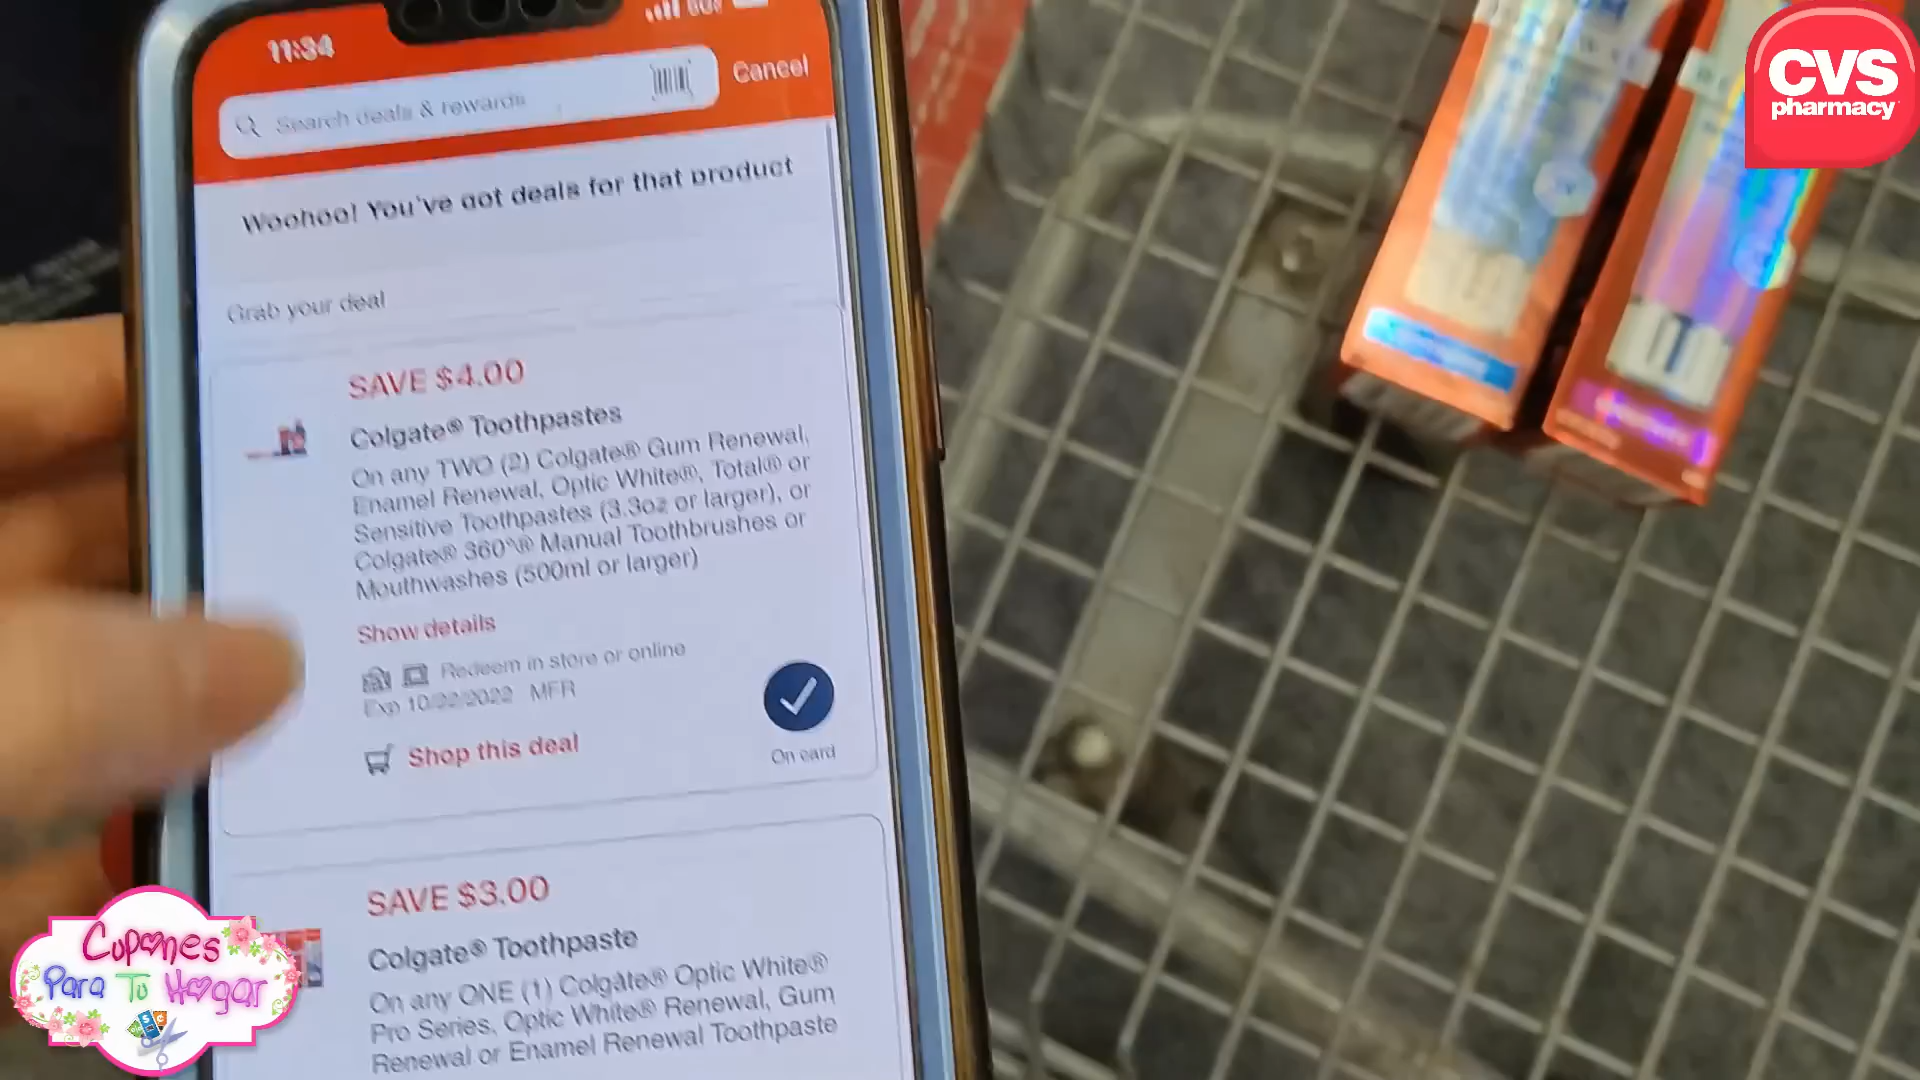 11:34
Search deals & rewards
Cancel
Woohoo! You've got deals for that product
Grab your deal
SAVE $4.00
Colgate® Toothpastes
On any TWO (2) Colgate® Gum Renewal,
Enamel Renewal, Optic White®, Total® or
Sensitive Toothpastes (3.3oz or larger), or
Colgate® 360°® Manual Toothbrushes or
Mouthwashes (500ml or larger)
Show details
Redeem in store or online
Exp 10/22/2022 MFR
Shop this deal
On card
SAVE $3.00
Colgate® Toothpaste
On any ONE (1) Colgate® Optic White®
Pro Series, Optic White® Renewal, Gum
Renewal or Enamel Renewal Toothpaste
CVS
pharmacy
Cupones
Para Tu Hogar